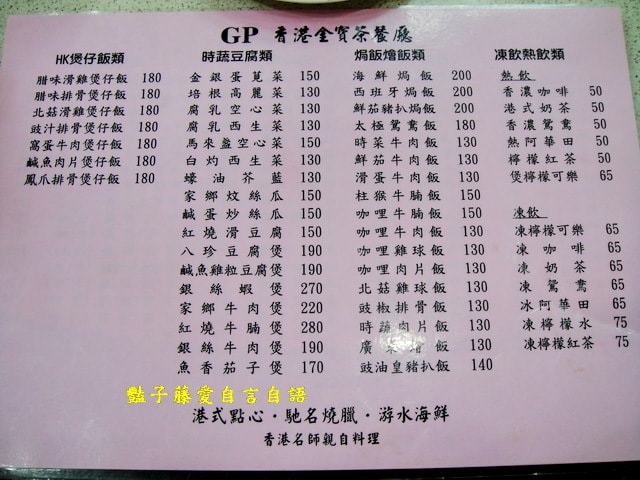 GP 香港金寶茶餐廳
HK煲仔飯類
腊味滑雞煲仔飯 180
腊味排骨煲仔飯 180
北菇滑雞煲仔飯 180
豉汁排骨煲仔飯 180
窩蛋牛肉煲仔飯 180
鹹魚肉片煲仔飯 180
鳳爪排骨煲仔飯 180
時蔬豆腐類
金銀蛋莧菜 150
培根高麗菜 130
腐乳空心菜 130
腐乳西生菜 130
馬來盞空心菜 150
白灼西生菜 130
蠔油芥藍 130
家鄉炆絲瓜 150
鹹蛋炒絲瓜 150
紅燒滑豆腐 150
八珍豆腐煲 190
鹹魚雞粒豆腐煲 190
銀絲蝦煲 270
家鄉牛肉煲 220
紅燒牛腩煲 280
銀絲牛肉煲 190
魚香茄子煲 170
焗飯燴飯類
海鮮焗飯 200
西班牙焗飯 200
鮮茄豬扒焗飯 200
太極鴛鴦飯 180
時菜牛肉飯 130
鮮茄牛肉飯 130
滑蛋牛肉飯 130
柱猴牛腩飯 150
咖哩牛腩飯 150
咖哩牛肉飯 130
咖哩雞球飯 130
咖哩肉片飯 130
北菇雞球飯 130
豉椒排骨飯 130
時蔬肉片飯 130
廣東燴飯 130
豉油皇豬扒飯 140
凍飲熱飲類
熱飲
香濃咖啡 50
港式奶茶 50
香濃鴛鴦 50
熱阿華田 50
檸檬紅茶 50
煲檸檬可樂 65
凍飲
凍檸檬可樂 65
凍咖啡 65
凍奶茶 65
凍鴛鴦 65
冰阿華田 65
凍檸檬水 75
凍檸檬紅茶 75
豔子藤愛自言自語
港式點心·馳名燒臘·游水海鮮
香港名師親自料理